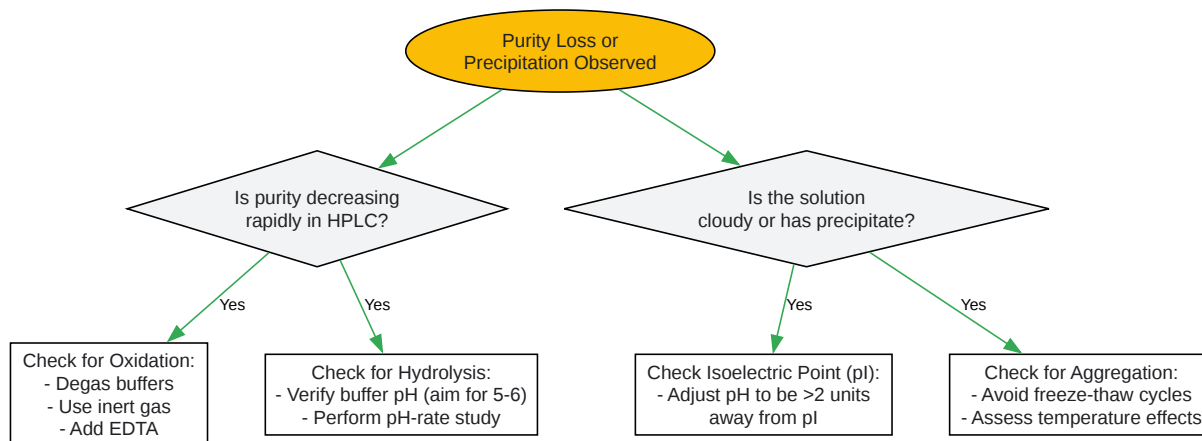 Purity Loss or
Precipitation Observed
Is purity decreasing
rapidly in HPLC?
Is the solution
cloudy or has precipitate?
Yes
Yes
Yes
Yes
Check for Oxidation:
- Degas buffers
- Use inert gas
- Add EDTA
Check for Hydrolysis:
- Verify buffer pH (aim for 5-6)
- Perform pH-rate study
Check Isoelectric Point (pI):
- Adjust pH to be >2 units
away from pI
Check for Aggregation:
- Avoid freeze-thaw cycles
- Assess temperature effects